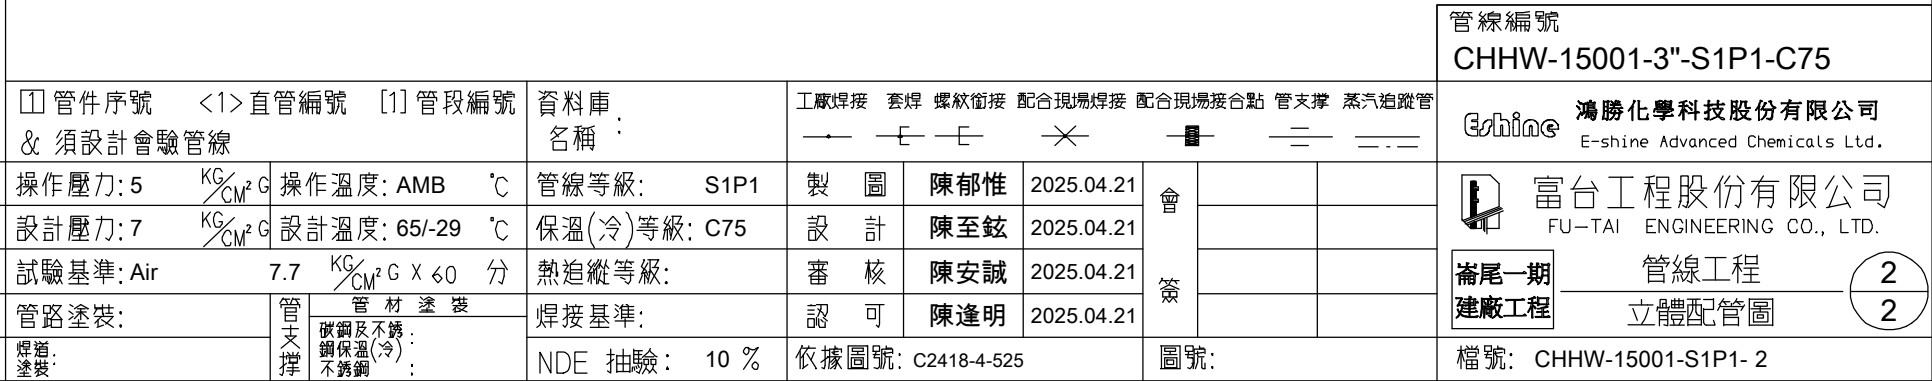 管線編號
CHHW-15001-3"-S1P1-C75
1 管件序號 <1>直管編號 [1]管段編號
& 須設計會驗管線
資料庫
名稱 :
工廠焊接 套焊 螺紋銜接 配合現場焊接 配合現場接合點 管支撐 蒸汽追蹤管
Eshine 鴻勝化學科技股份有限公司
E-shine Advanced Chemicals Ltd.
操作壓力: 5 KG/CM² G 操作溫度: AMB °C 管線等級: S1P1 製 圖 陳郁惟 2025.04.21
設計壓力: 7 KG/CM² G 設計溫度: 65/-29 °C 保溫(冷)等級: C75 設 計 陳至鉉 2025.04.21
試驗基準: Air 7.7 KG/CM² G X 60 分 熱追縱等級: 審 核 陳安誠 2025.04.21
管路塗裝: 焊接基準: 認 可 陳逢明 2025.04.21
會
簽
富台工程股份有限公司
FU-TAI ENGINEERING CO., LTD.
崙尾一期
建廠工程
管線工程
立體配管圖
2
2
管支撐
管 材 塗 裝
碳鋼及不銹 :
鋼保溫(冷)
不銹鋼 :
焊道:
塗裝
NDE 抽驗: 10 %
依據圖號: C2418-4-525
圖號:
檔號: CHHW-15001-S1P1- 2